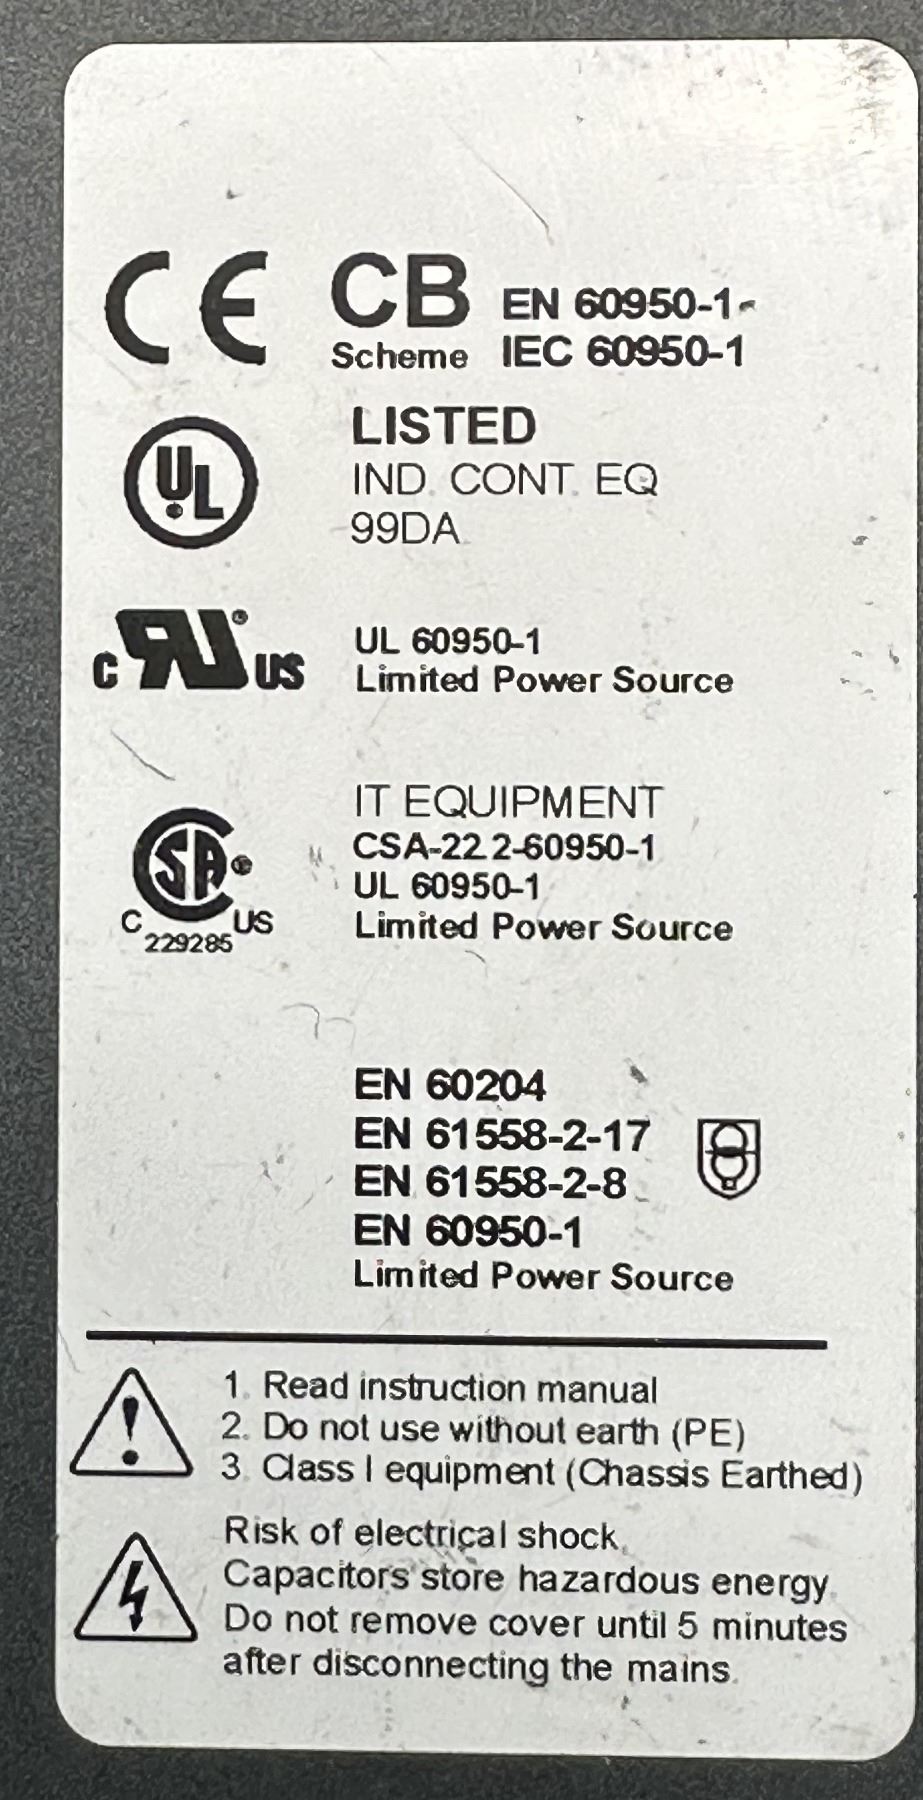 CE CB EN 60950-1
Scheme IEC 60950-1
UL LISTED
IND. CONT. EQ
99DA
C RU ® US UL 60950-1
Limited Power Source
IT EQUIPMENT
CSA-22.2-60950-1
SA ® UL 60950-1
C US Limited Power Source
229285
EN 60204
EN 61558-2-17
EN 61558-2-8
EN 60950-1
Limited Power Source
1. Read instruction manual
2. Do not use without earth (PE)
3. Class I equipment (Chassis Earthed)
Risk of electrical shock.
Capacitors store hazardous energy.
Do not remove cover until 5 minutes
after disconnecting the mains.